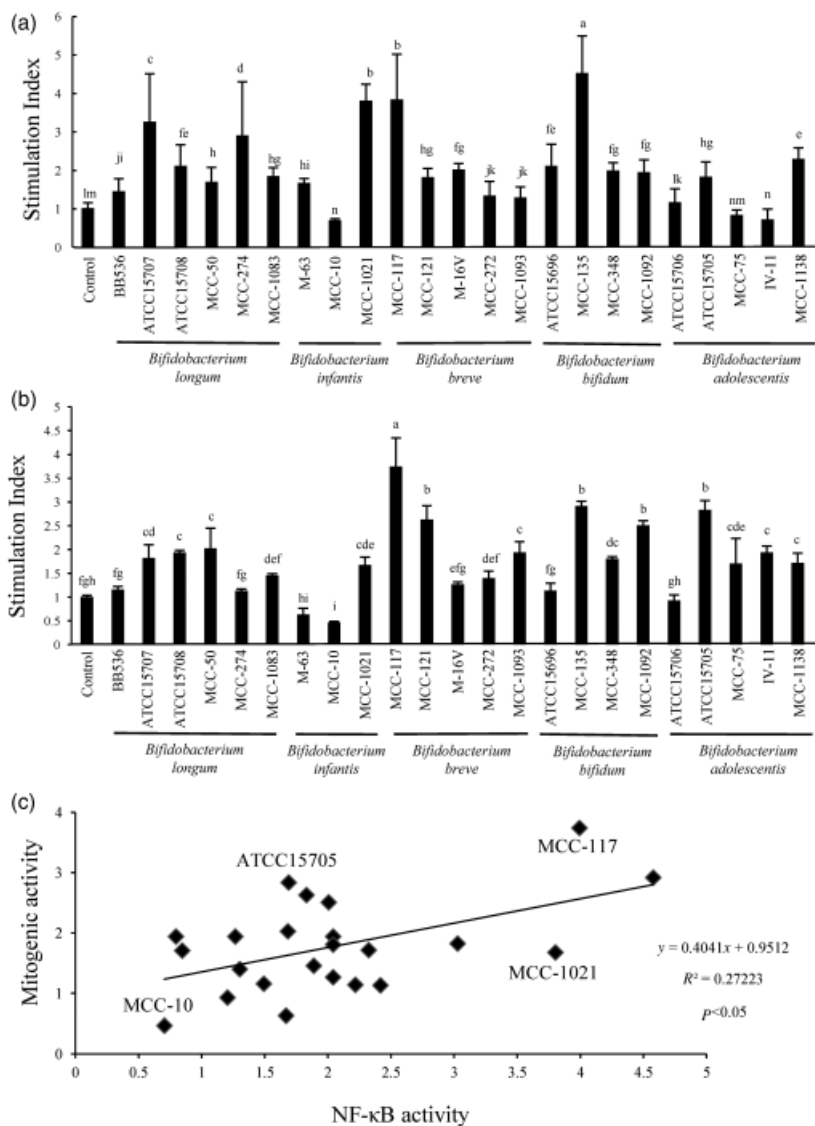 (a)
Stimulation Index
6
5
4
3
2
1
0
lm
ji
c
fe
h
d
hg
hi
n
b
b
hg
fg
jk
jk
fe
a
fg
fg
lk
hg
nm
n
e
Control
BB536
ATCC15707
ATCC15708
MCC-50
MCC-274
MCC-1083
M-63
MCC-10
MCC-1021
MCC-117
MCC-121
M-16V
MCC-272
MCC-1093
ATCC15696
MCC-135
MCC-348
MCC-1092
ATCC15706
ATCC15705
MCC-75
IV-11
MCC-1138
Bifidobacterium
longum
Bifidobacterium
infantis
Bifidobacterium
breve
Bifidobacterium
bifidum
Bifidobacterium
adolescentis
(b)
Stimulation Index
5
4.5
4
3.5
3
2.5
2
1.5
1
0.5
0
fgh
fg
cd
c
c
fg
def
hi
i
cde
a
b
efg
def
c
fg
b
dc
b
gh
b
cde
c
c
Control
BB536
ATCC15707
ATCC15708
MCC-50
MCC-274
MCC-1083
M-63
MCC-10
MCC-1021
MCC-117
MCC-121
M-16V
MCC-272
MCC-1093
ATCC15696
MCC-135
MCC-348
MCC-1092
ATCC15706
ATCC15705
MCC-75
IV-11
MCC-1138
Bifidobacterium
longum
Bifidobacterium
infantis
Bifidobacterium
breve
Bifidobacterium
bifidum
Bifidobacterium
adolescentis
(c)
Mitogenic activity
4
3
2
1
0
ATCC15705
MCC-117
MCC-1021
MCC-10
y = 0.4041x + 0.9512
R² = 0.27223
P<0.05
0 0.5 1 1.5 2 2.5 3 3.5 4 4.5 5
NF-κB activity